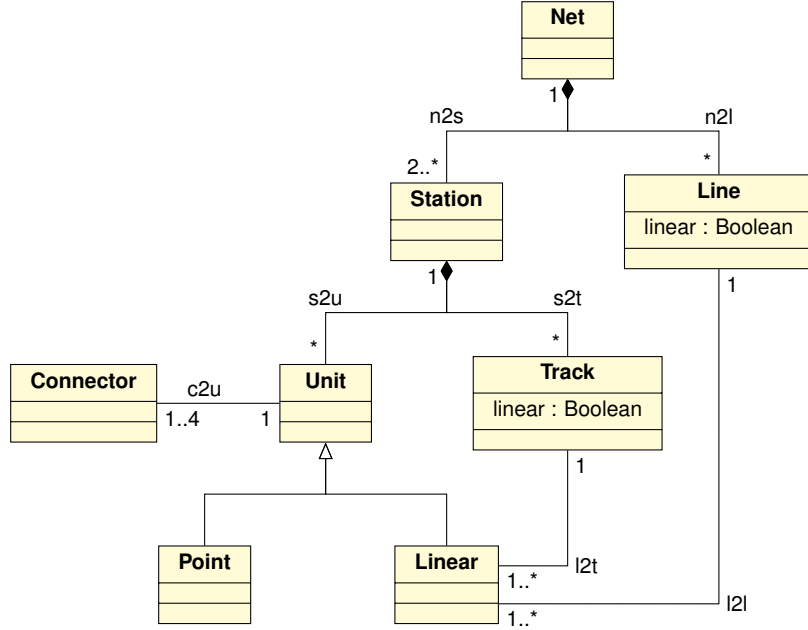 Net
1
n2s
n2l
2..*
*
Station
Line
linear : Boolean
1
1
s2u
s2t
*
*
Connector
c2u
Unit
Track
linear : Boolean
1..4
1
1
Point
Linear
l2t
1..*
l2l
1..*